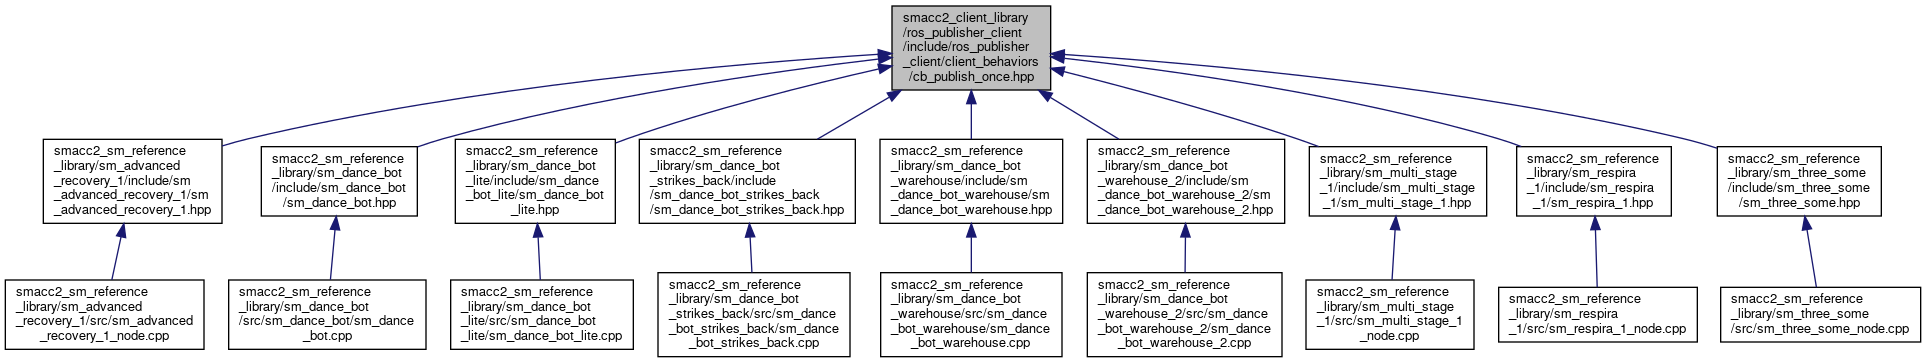 smacc2_client_library
/ros_publisher_client
/include/ros_publisher
_client/client_behaviors
/cb_publish_once.hpp
smacc2_sm_reference
_library/sm_advanced
_recovery_1/include/sm
_advanced_recovery_1/sm
_advanced_recovery_1.hpp
smacc2_sm_reference
_library/sm_dance_bot
/include/sm_dance_bot
/sm_dance_bot.hpp
smacc2_sm_reference
_library/sm_dance_bot
_lite/include/sm_dance
_bot_lite/sm_dance_bot
_lite.hpp
smacc2_sm_reference
_library/sm_dance_bot
_strikes_back/include
/sm_dance_bot_strikes_back
/sm_dance_bot_strikes_back.hpp
smacc2_sm_reference
_library/sm_dance_bot
_warehouse/include/sm
_dance_bot_warehouse/sm
_dance_bot_warehouse.hpp
smacc2_sm_reference
_library/sm_dance_bot
_warehouse_2/include/sm
_dance_bot_warehouse_2/sm
_dance_bot_warehouse_2.hpp
smacc2_sm_reference
_library/sm_multi_stage
_1/include/sm_multi_stage
_1/sm_multi_stage_1.hpp
smacc2_sm_reference
_library/sm_respira
_1/include/sm_respira
_1/sm_respira_1.hpp
smacc2_sm_reference
_library/sm_three_some
/include/sm_three_some
/sm_three_some.hpp
smacc2_sm_reference
_library/sm_advanced
_recovery_1/src/sm_advanced
_recovery_1_node.cpp
smacc2_sm_reference
_library/sm_dance_bot
/src/sm_dance_bot/sm_dance
_bot.cpp
smacc2_sm_reference
_library/sm_dance_bot
_lite/src/sm_dance_bot
_lite/sm_dance_bot_lite.cpp
smacc2_sm_reference
_library/sm_dance_bot
_strikes_back/src/sm_dance
_bot_strikes_back/sm_dance
_bot_strikes_back.cpp
smacc2_sm_reference
_library/sm_dance_bot
_warehouse/src/sm_dance
_bot_warehouse/sm_dance
_bot_warehouse.cpp
smacc2_sm_reference
_library/sm_dance_bot
_warehouse_2/src/sm_dance
_bot_warehouse_2/sm_dance
_bot_warehouse_2.cpp
smacc2_sm_reference
_library/sm_multi_stage
_1/src/sm_multi_stage_1
_node.cpp
smacc2_sm_reference
_library/sm_respira
_1/src/sm_respira_1_node.cpp
smacc2_sm_reference
_library/sm_three_some
/src/sm_three_some_node.cpp